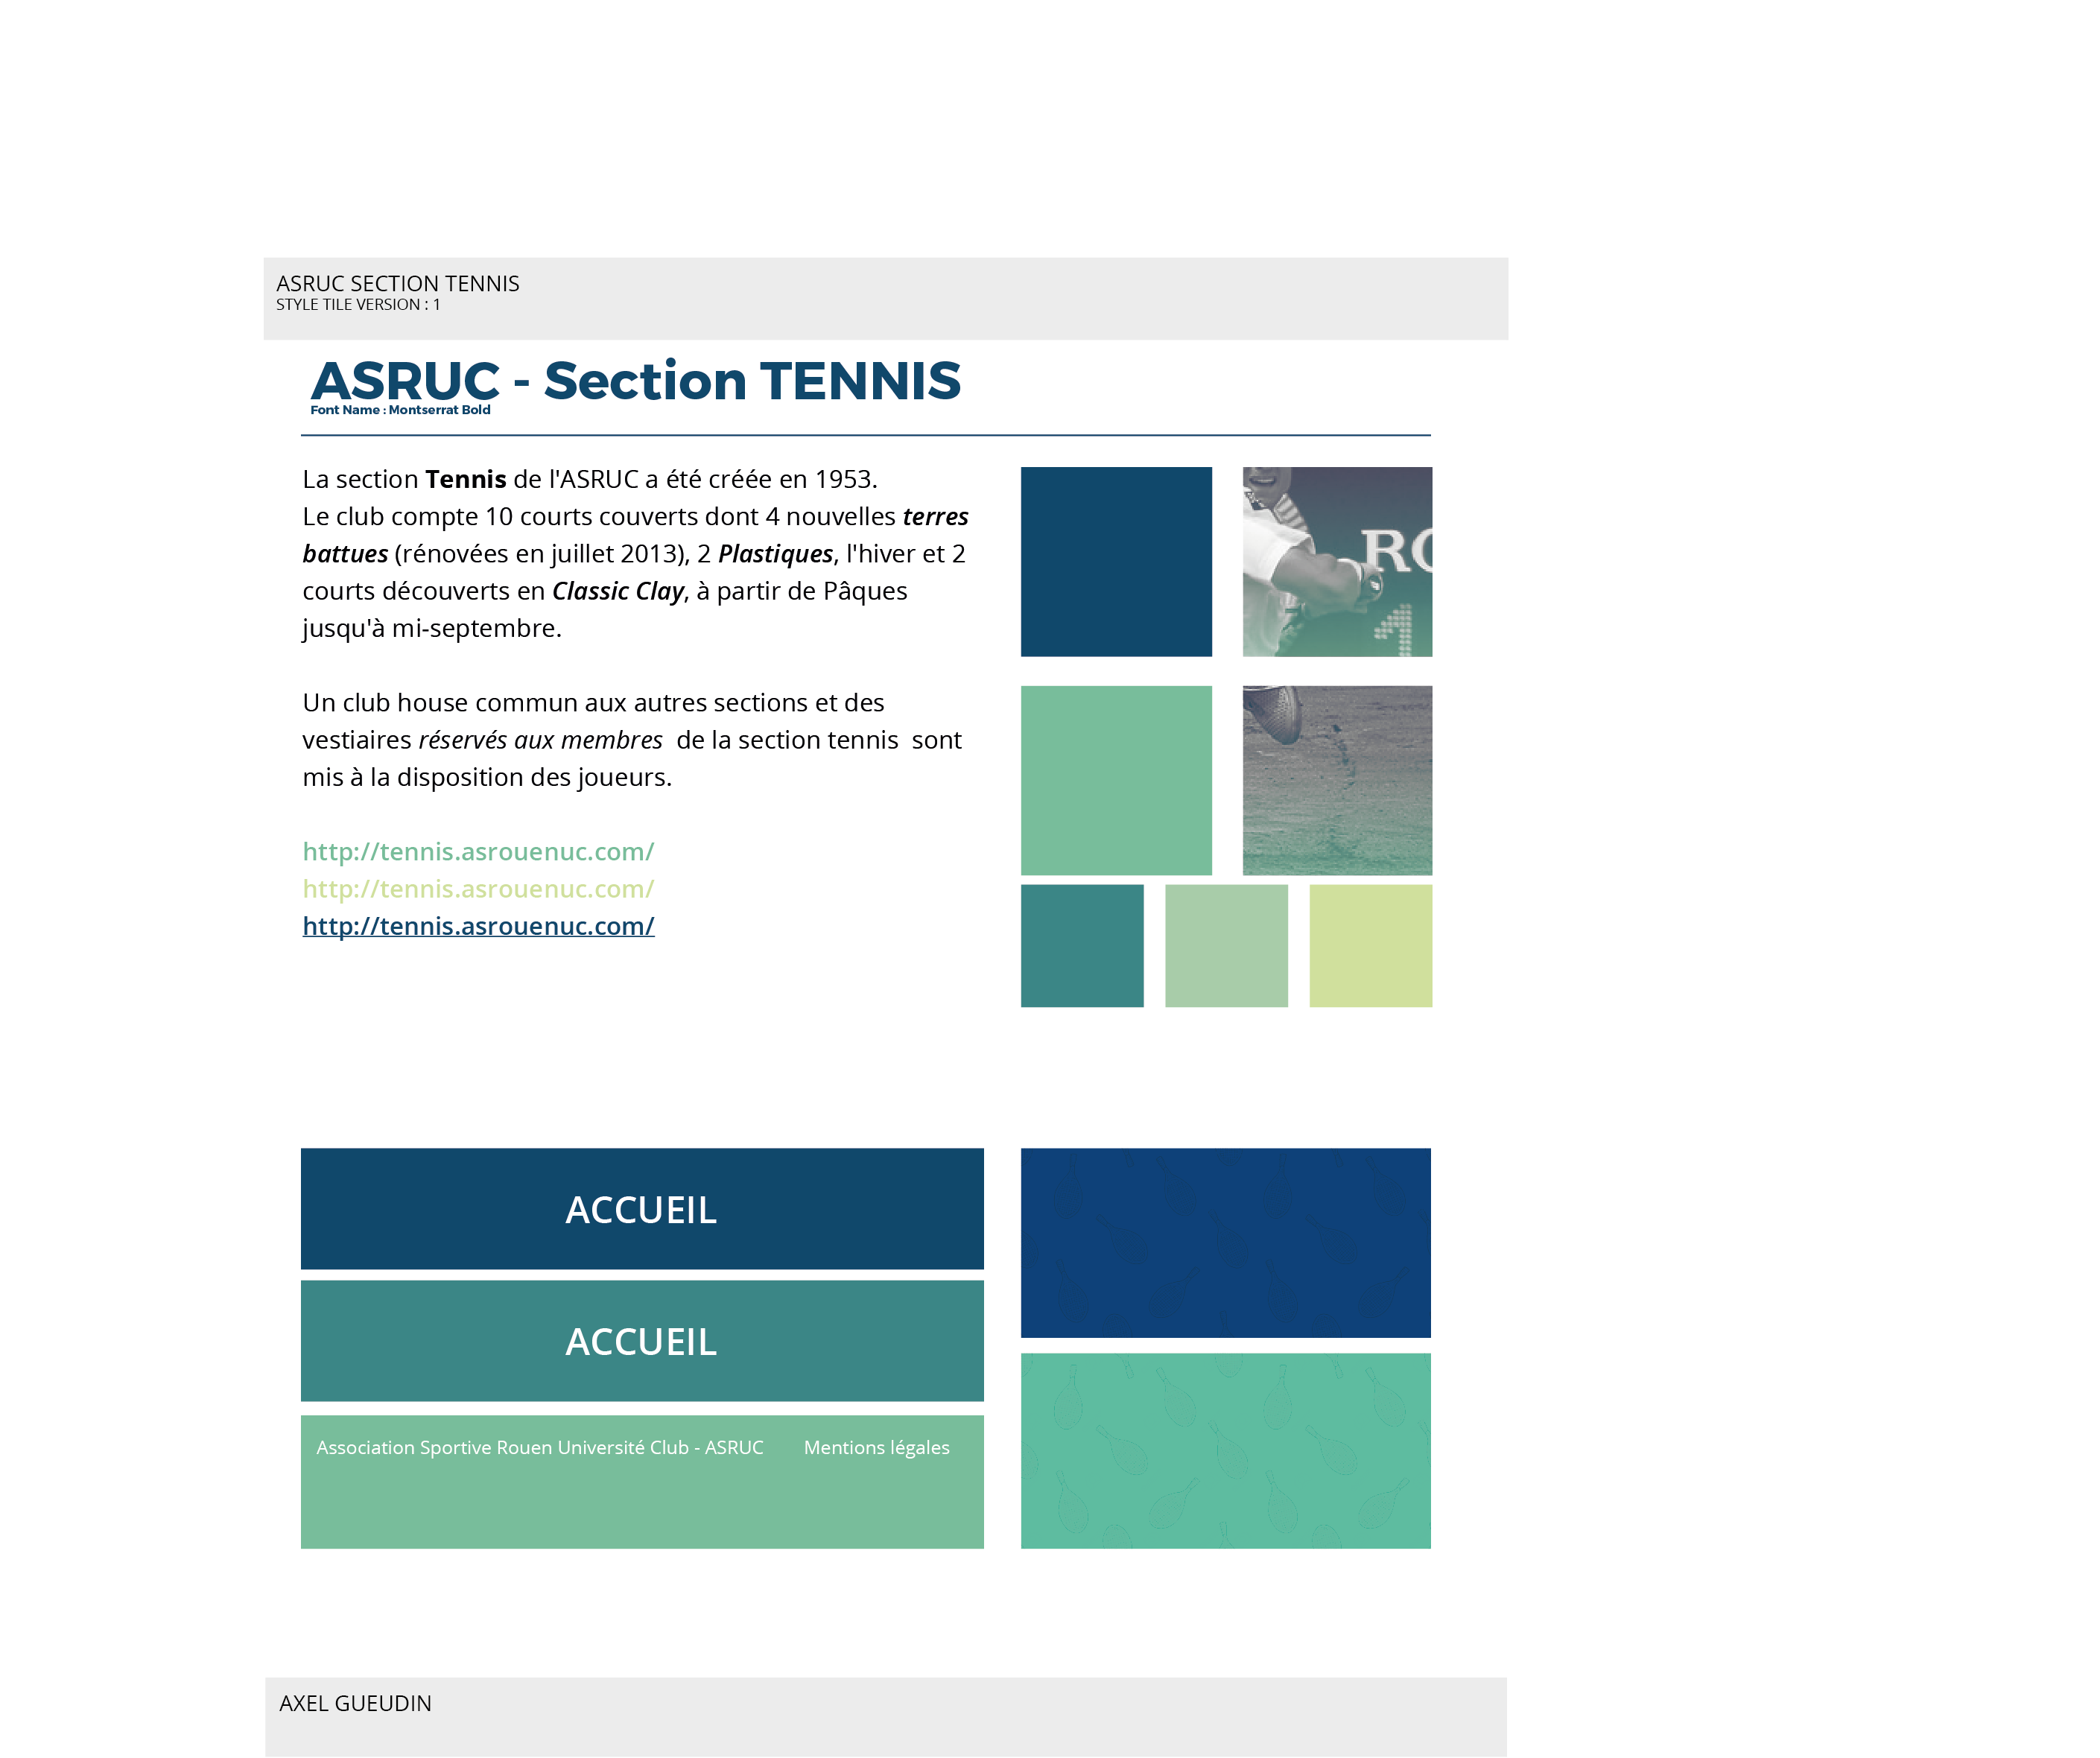 ASRUC SECTION TENNIS
STYLE TILE VERSION : 1
ASRUC - Section TENNIS
Font Name : Montserrat Bold
La section Tennis de l'ASRUC a été créée en 1953.
Le club compte 10 courts couverts dont 4 nouvelles terres
battues (rénovées en juillet 2013), 2 Plastiques, l'hiver et 2
courts découverts en Classic Clay, à partir de Pâques
jusqu'à mi-septembre.
Un club house commun aux autres sections et des
vestiaires réservés aux membres  de la section tennis  sont
mis à la disposition des joueurs.
http://tennis.asrouenuc.com/
http://tennis.asrouenuc.com/
http://tennis.asrouenuc.com/
RO
1
ACCUEIL
ACCUEIL
Association Sportive Rouen Université Club - ASRUC
Mentions légales
AXEL GUEUDIN